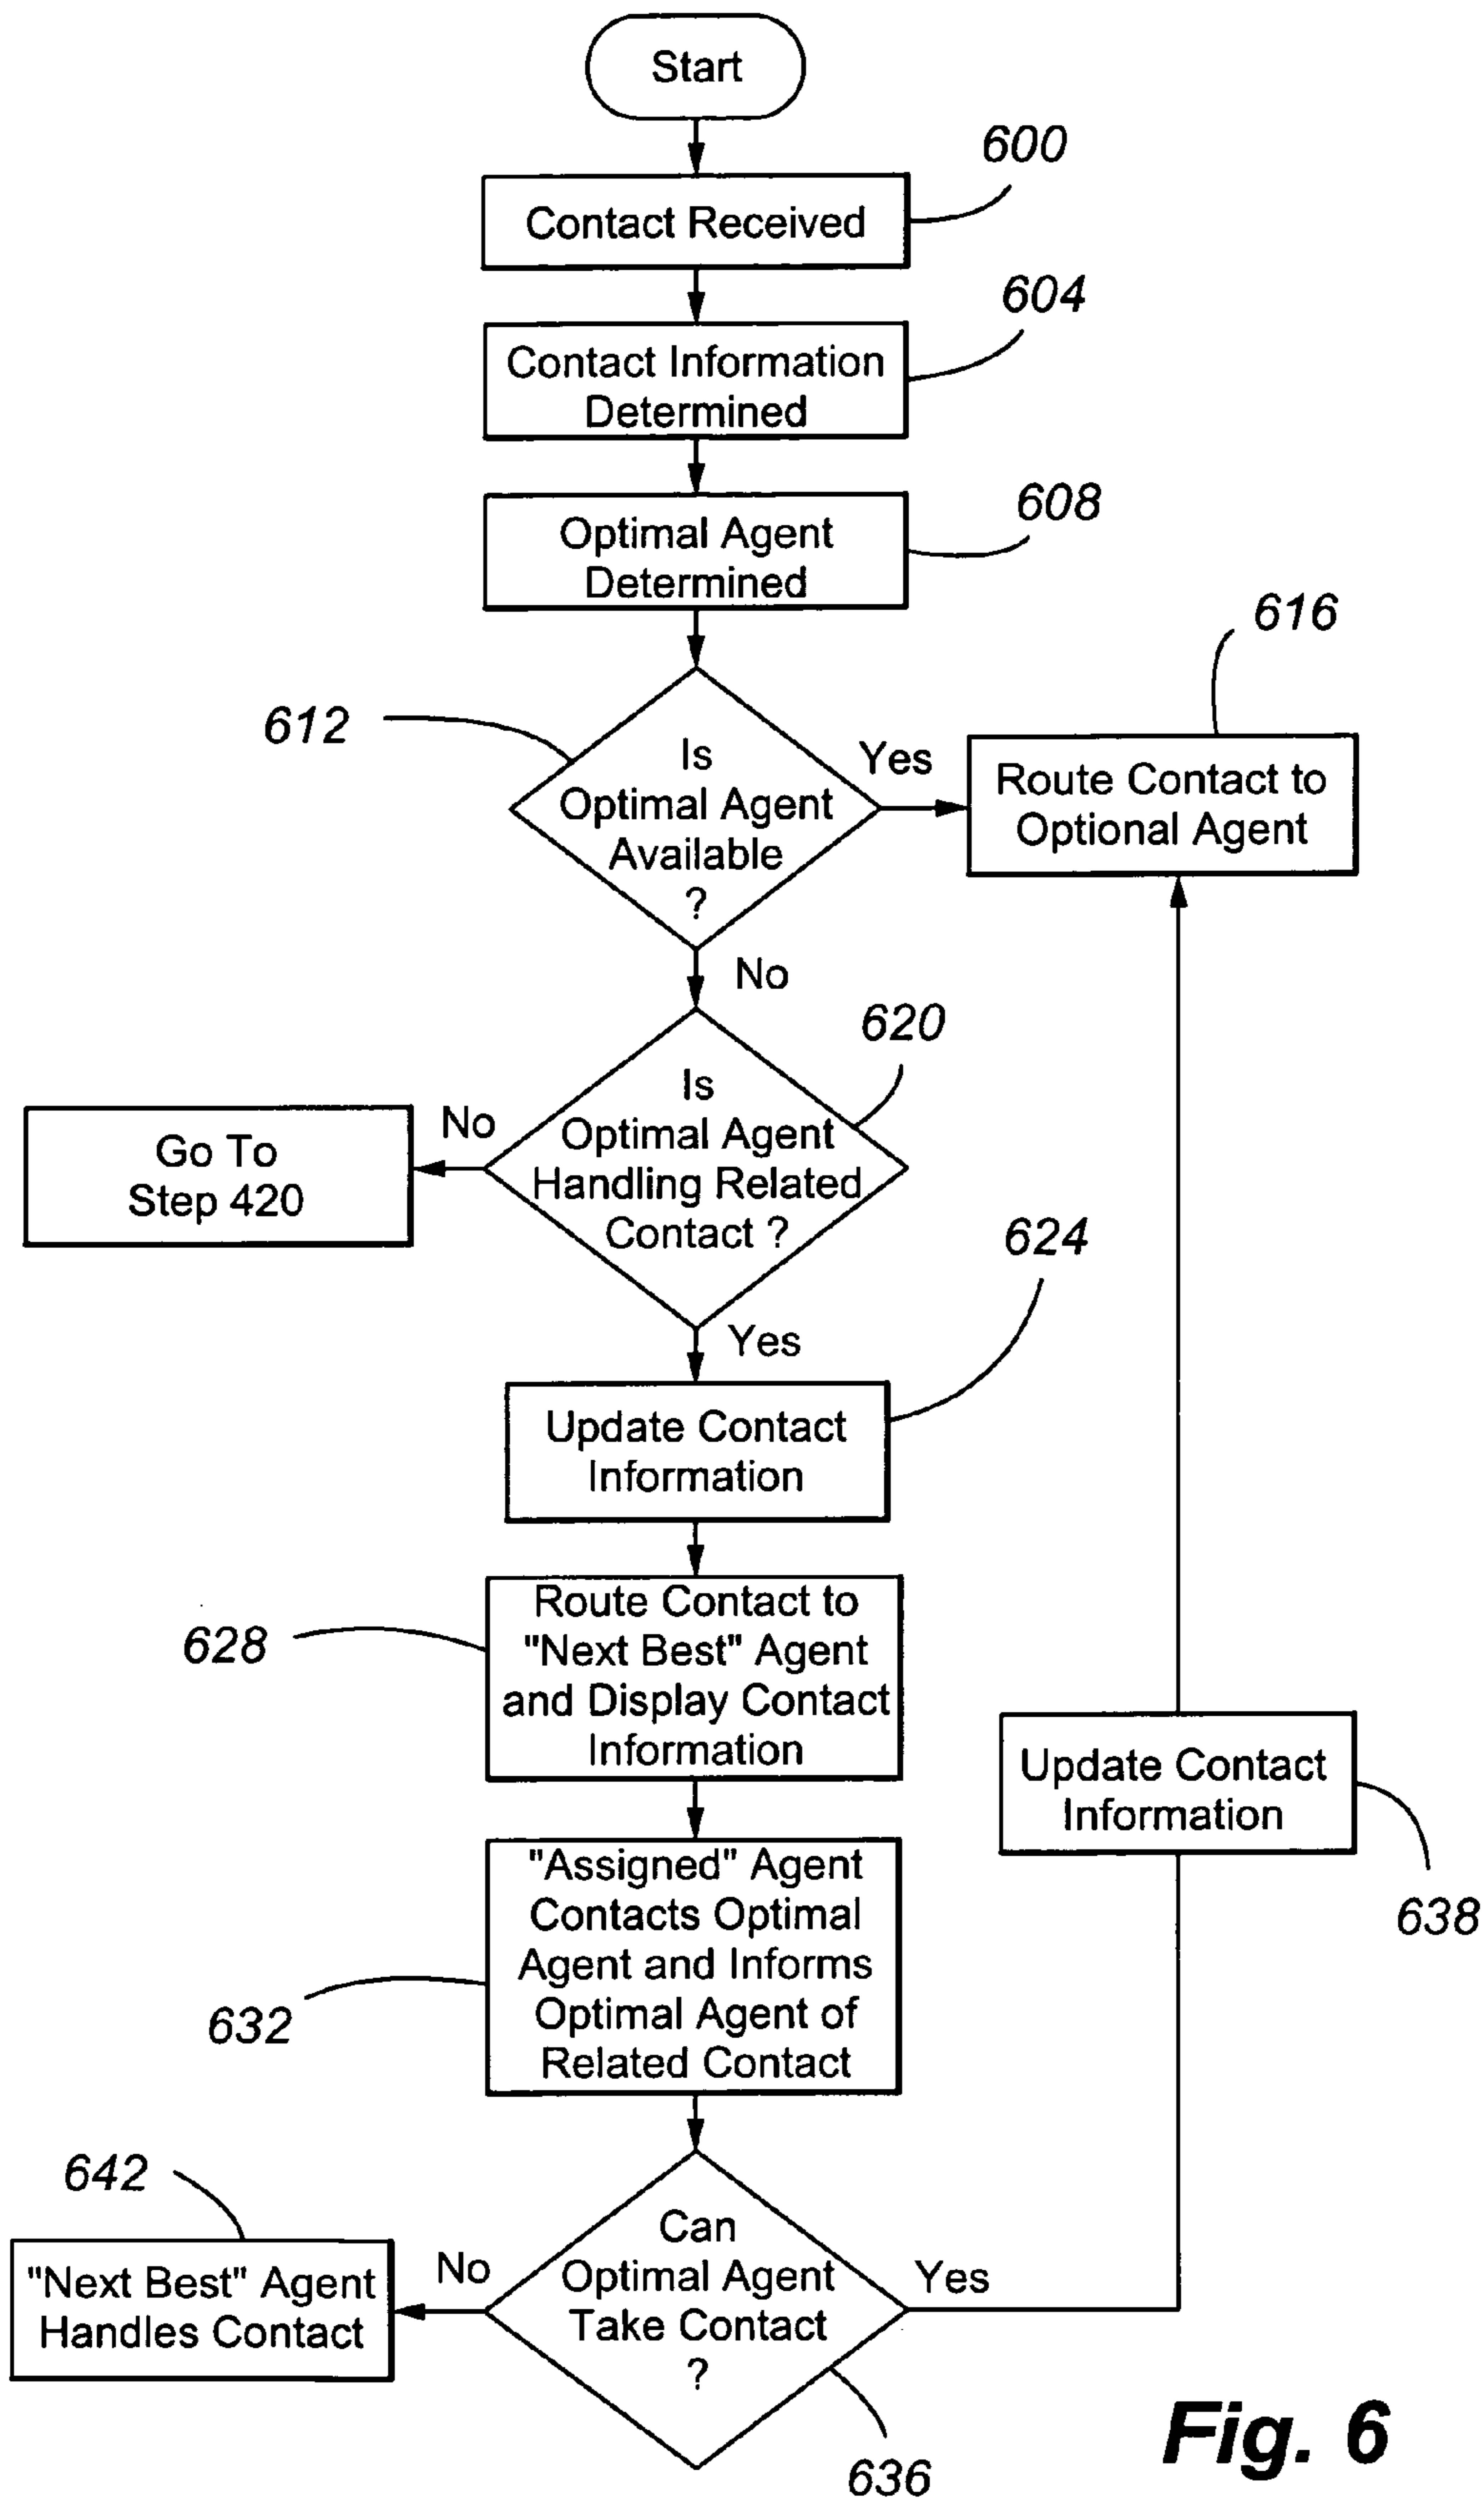 Start
600
Contact Received
604
Contact Information
Determined
608
Optimal Agent
Determined
616
612
Is
Optimal Agent
Available
?
Yes
Route Contact to
Optional Agent
No
620
Is
Optimal Agent
Handling Related
Contact ?
No
Go To
Step 420
624
Yes
Update Contact
Information
628
Route Contact to
"Next Best" Agent
and Display Contact
Information
Update Contact
Information
638
632
"Assigned" Agent
Contacts Optimal
Agent and Informs
Optimal Agent of
Related Contact
642
"Next Best" Agent
Handles Contact
No
Can
Optimal Agent
Take Contact
?
Yes
636
Fig. 6